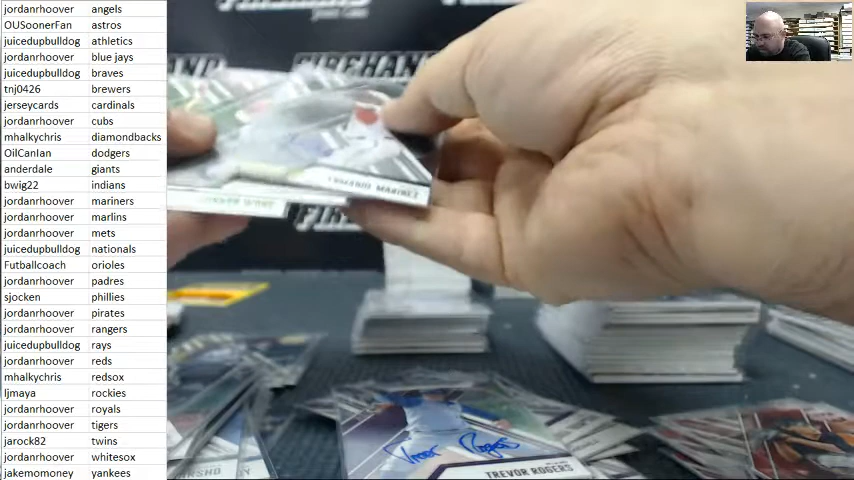 jordanrhoover angels
OUSoonerFan astros
juicedupbulldog athletics
jordanrhoover blue jays
juicedupbulldog braves
tnj0426 brewers
jerseycards cardinals
jordanrhoover cubs
mhalkychris diamondbacks
OilCanIan dodgers
anderdale giants
bwig22 indians
jordanrhoover mariners
jordanrhoover marlins
jordanrhoover mets
juicedupbulldog nationals
Futballcoach orioles
jordanrhoover padres
sjocken phillies
jordanrhoover pirates
jordanrhoover rangers
juicedupbulldog rays
jordanrhoover reds
mhalkychris redsox
ljmaya rockies
jordanrhoover royals
jordanrhoover tigers
jarock82 twins
jordanrhoover whitesox
jakemomoney yankees
FIREHAND
Trevor Rogers
TREVOR ROGERS